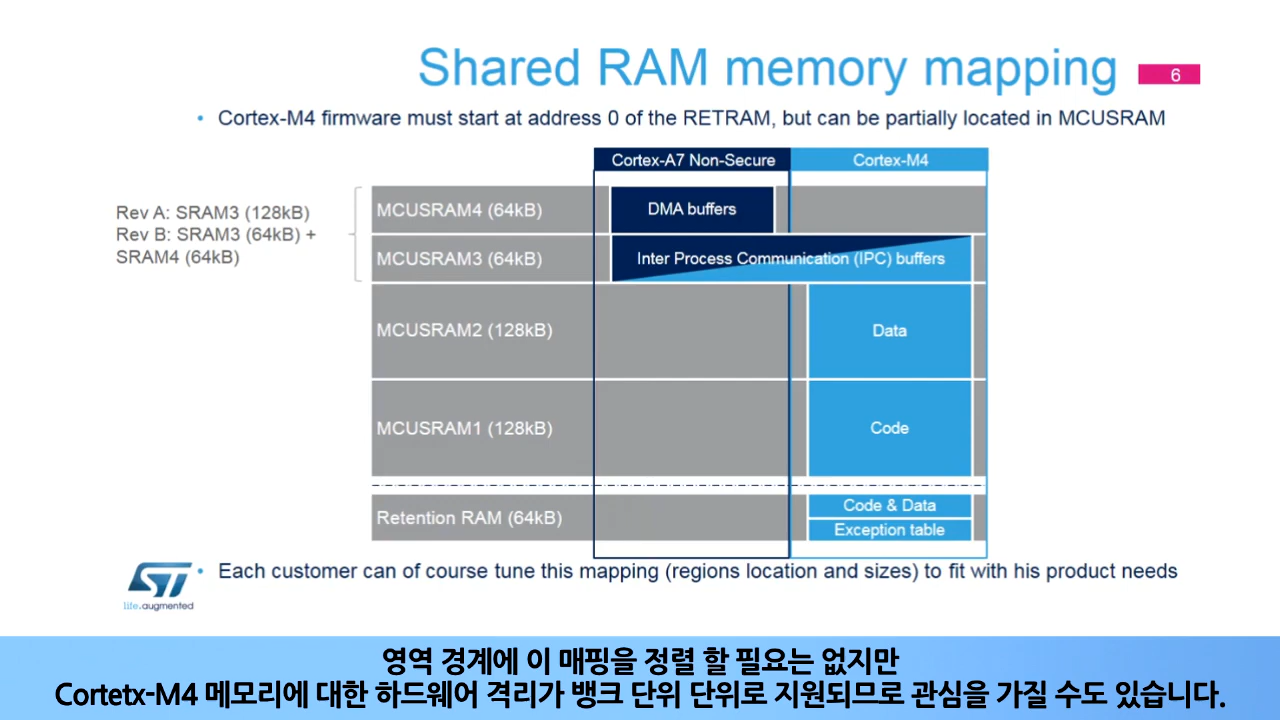 Shared RAM memory mapping
6
• Cortex-M4 firmware must start at address 0 of the RETRAM, but can be partially located in MCUSRAM
Cortex-A7 Non-Secure
Cortex-M4
Rev A: SRAM3 (128kB)
Rev B: SRAM3 (64kB) +
SRAM4 (64kB)
MCUSRAM4 (64kB)
DMA buffers
MCUSRAM3 (64kB)
Inter Process Communication (IPC) buffers
MCUSRAM2 (128kB)
Data
MCUSRAM1 (128kB)
Code
Retention RAM (64kB)
Code & Data
Exception table
ST
life.augmented
• Each customer can of course tune this mapping (regions location and sizes) to fit with his product needs
영역 경계에 이 매핑을 정렬 할 필요는 없지만
Cortetx-M4 메모리에 대한 하드웨어 격리가 뱅크 단위 단위로 지원되므로 관심을 가질 수도 있습니다.